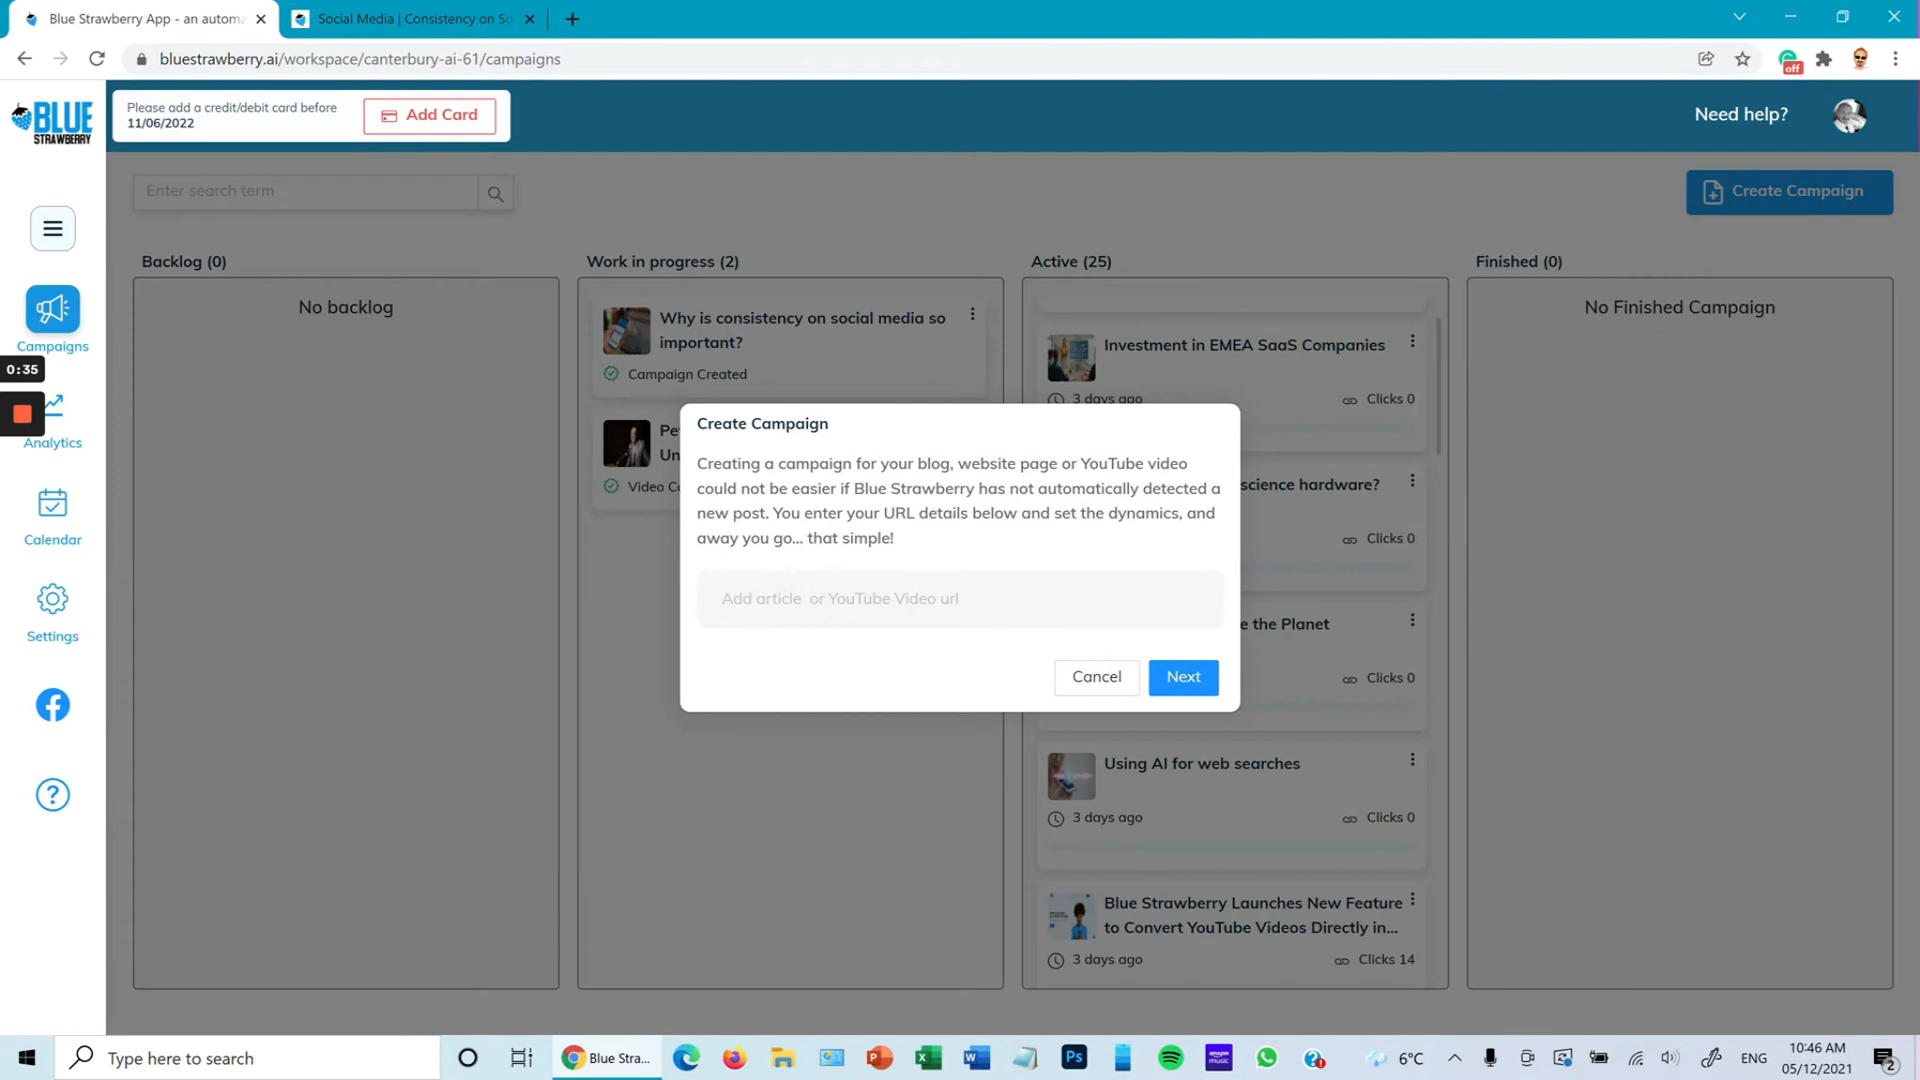 Blue Strawberry App - an automa
Social Media | Consistency on So
bluestrawberry.ai/workspace/canterbury-ai-61/campaigns
off
BLUE
STRAWBERRY
Please add a credit/debit card before
11/06/2022
Add Card
Need help?
Enter search term
Create Campaign
Campaigns
0:35
Analytics
Calendar
Settings
Backlog (0)
No backlog
Work in progress (2)
Why is consistency on social media so
important?
Campaign Created
Pe
Un
Video Co
Active (25)
Investment in EMEA SaaS Companies
3 days ago
Clicks 0
science hardware?
Clicks 0
e the Planet
Clicks 0
Using AI for web searches
3 days ago
Clicks 0
Blue Strawberry Launches New Feature
to Convert YouTube Videos Directly in...
3 days ago
Clicks 14
Finished (0)
No Finished Campaign
Create Campaign
Creating a campaign for your blog, website page or YouTube video
could not be easier if Blue Strawberry has not automatically detected a
new post. You enter your URL details below and set the dynamics, and
away you go... that simple!
Add article or YouTube Video url
Cancel
Next
Type here to search
Blue Stra...
Ps
6°C
ENG
10:46 AM
05/12/2021
2